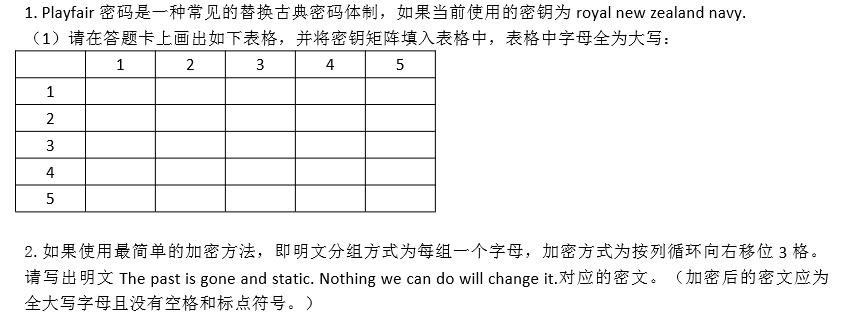 1. Playfair 密码是一种常见的替换古典密码体制，如果当前使用的密钥为 royal new zealand navy.
（1）请在答题卡上画出如下表格，并将密钥矩阵填入表格中，表格中字母全为大写：
1 2 3 4 5
1
2
3
4
5
2. 如果使用最简单的加密方法，即明文分组方式为每组一个字母，加密方式为按列循环向右移位 3 格。
请写出明文 The past is gone and static. Nothing we can do will change it.对应的密文。（加密后的密文应为
全大写字母且没有空格和标点符号。）